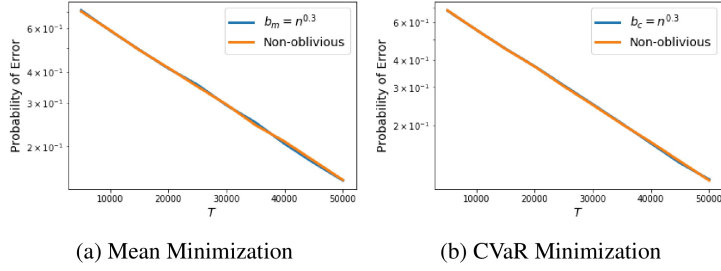 Probability of Error
6 × 10⁻¹
4 × 10⁻¹
3 × 10⁻¹
2 × 10⁻¹
b_m = n^0.3
Non-oblivious
10000 20000 30000 40000 50000
T
(a) Mean Minimization
Probability of Error
6 × 10⁻¹
4 × 10⁻¹
3 × 10⁻¹
2 × 10⁻¹
b_c = n^0.3
Non-oblivious
10000 20000 30000 40000 50000
T
(b) CVaR Minimization